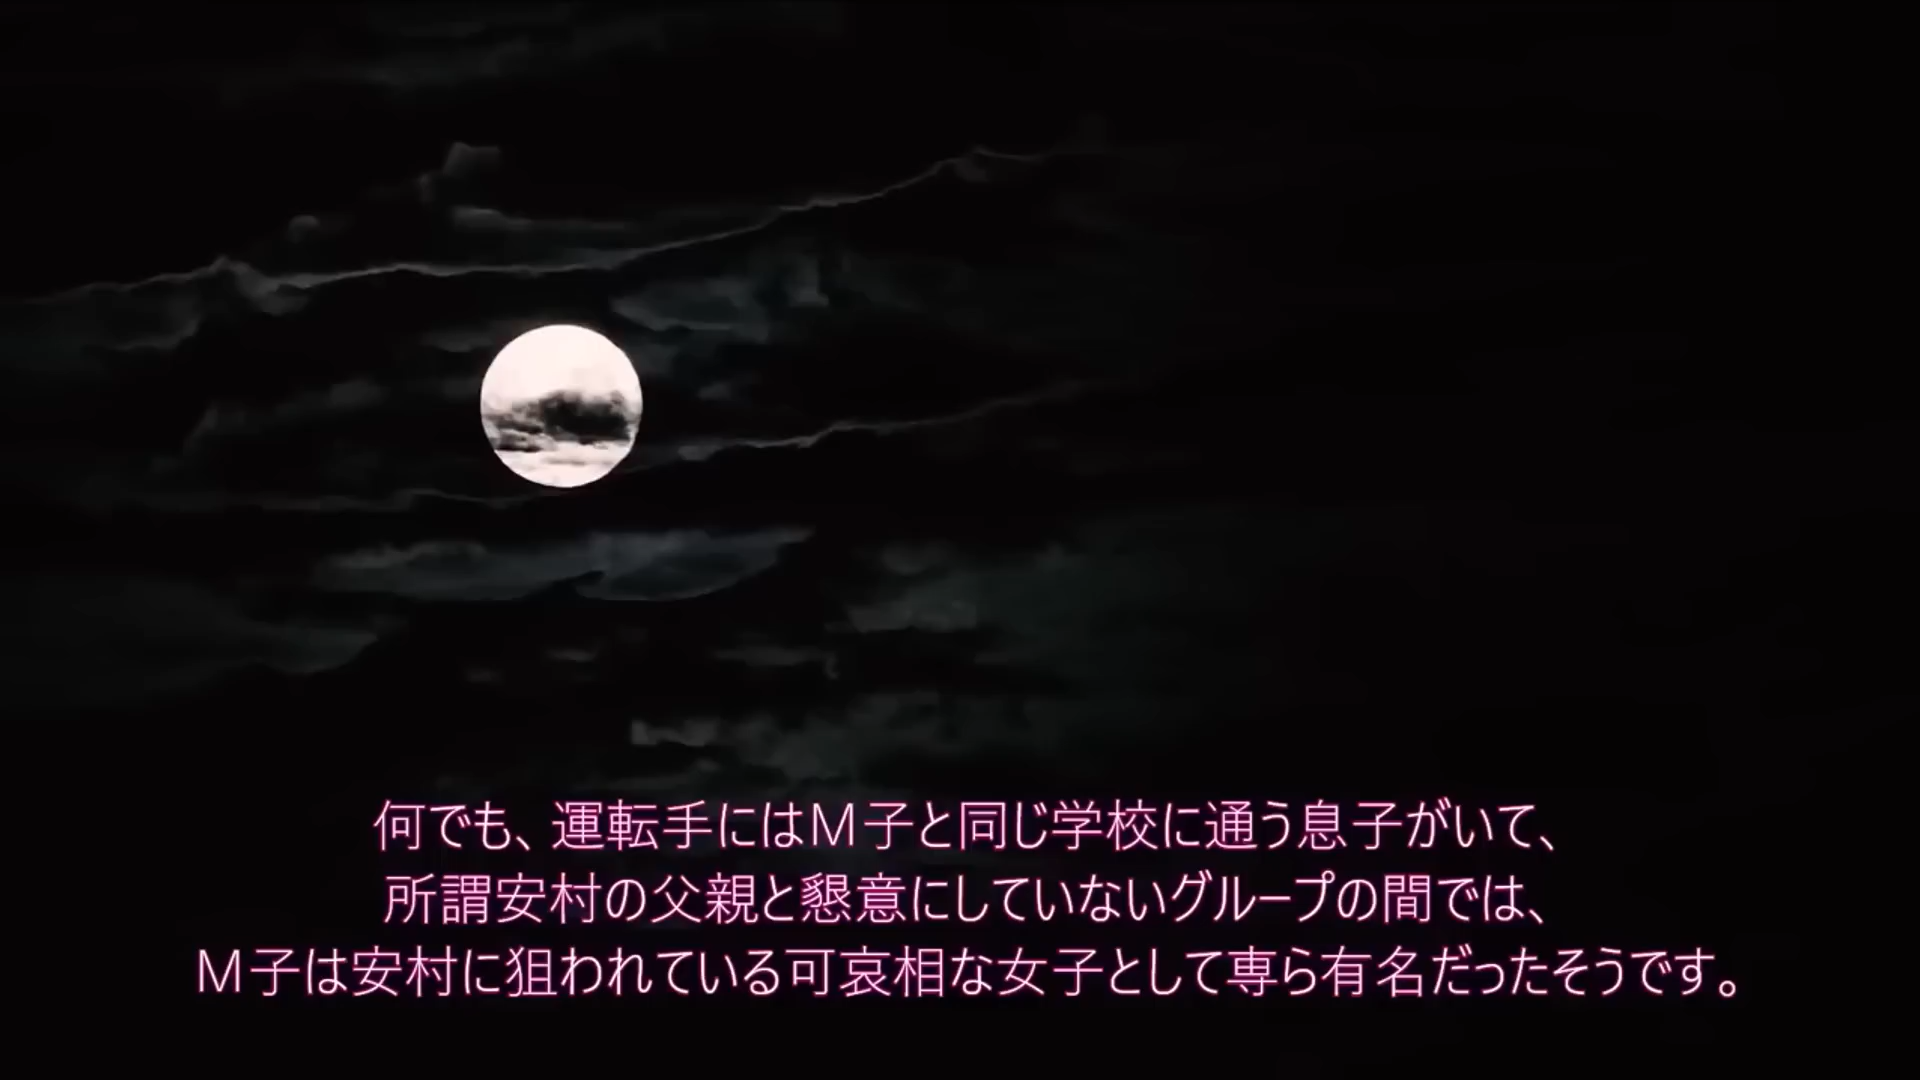 何でも、運転手にはＭ子と同じ学校に通う息子がいて、
所謂安村の父親と懇意にしていないグループの間では、
Ｍ子は安村に狙われている可哀相な女子として専ら有名だったそうです。